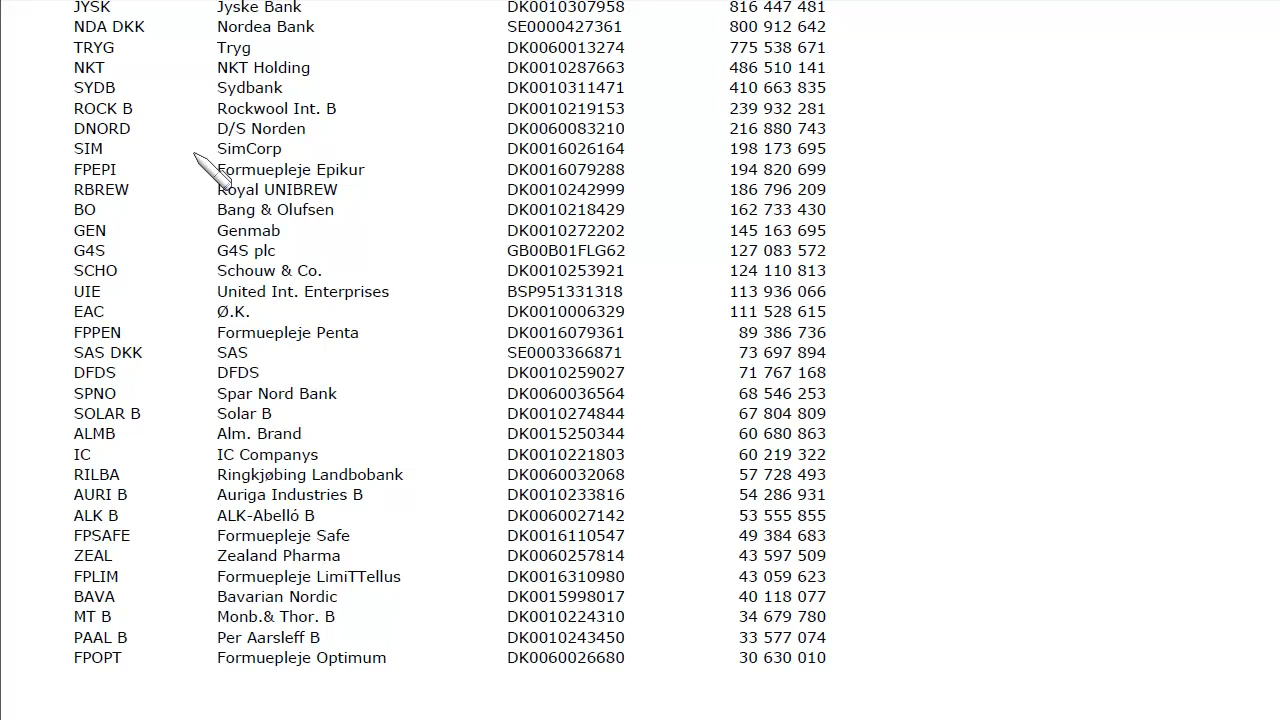 JYSK Jyske Bank DK0010307958 816 447 481
NDA DKK Nordea Bank SE0000427361 800 912 642
TRYG Tryg DK0060013274 775 538 671
NKT NKT Holding DK0010287663 486 510 141
SYDB Sydbank DK0010311471 410 663 835
ROCK B Rockwool Int. B DK0010219153 239 932 281
DNORD D/S Norden DK0060083210 216 880 743
SIM SimCorp DK0016026164 198 173 695
FPEPI Formuepleje Epikur DK0016079288 194 820 699
RBREW Royal UNIBREW DK0010242999 186 796 209
BO Bang & Olufsen DK0010218429 162 733 430
GEN Genmab DK0010272202 145 163 695
G4S G4S plc GB00B01FLG62 127 083 572
SCHO Schouw & Co. DK0010253921 124 110 813
UIE United Int. Enterprises BSP951331318 113 936 066
EAC Ø.K. DK0010006329 111 528 615
FPPEN Formuepleje Penta DK0016079361 89 386 736
SAS DKK SAS SE0003366871 73 697 894
DFDS DFDS DK0010259027 71 767 168
SPNO Spar Nord Bank DK0060036564 68 546 253
SOLAR B Solar B DK0010274844 67 804 809
ALMB Alm. Brand DK0015250344 60 680 863
IC IC Companys DK0010221803 60 219 322
RILBA Ringkjøbing Landbobank DK0060032068 57 728 493
AURI B Auriga Industries B DK0010233816 54 286 931
ALK B ALK-Abelló B DK0060027142 53 555 855
FPSAFE Formuepleje Safe DK0016110547 49 384 683
ZEAL Zealand Pharma DK0060257814 43 597 509
FPLIM Formuepleje LimiTTellus DK0016310980 43 059 623
BAVA Bavarian Nordic DK0015998017 40 118 077
MT B Monb.& Thor. B DK0010224310 34 679 780
PAAL B Per Aarsleff B DK0010243450 33 577 074
FPOPT Formuepleje Optimum DK0060026680 30 630 010